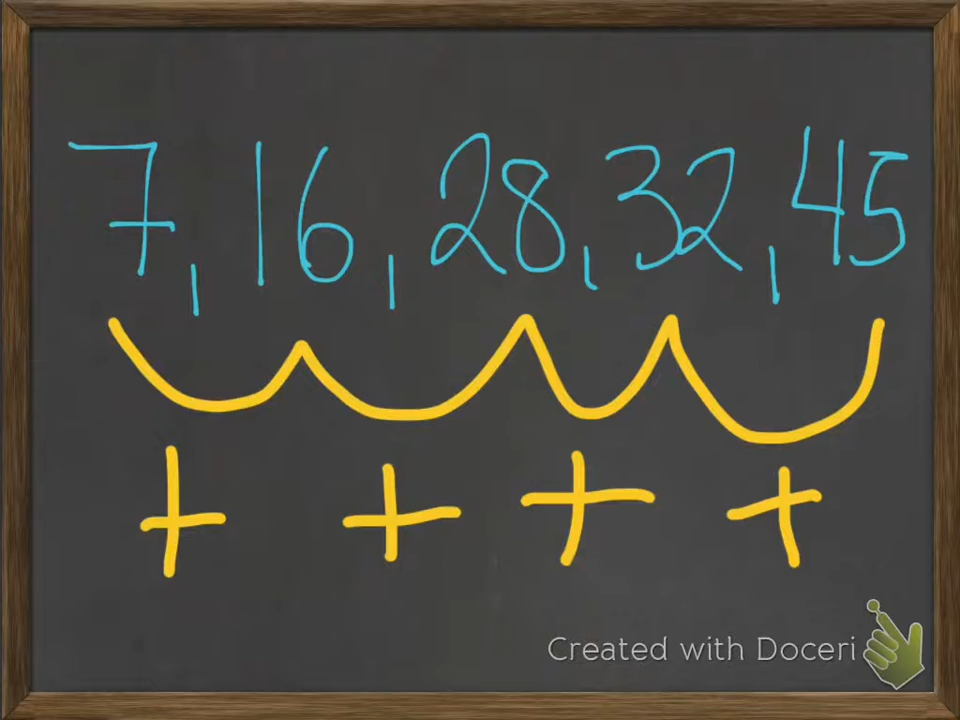 7, 16, 28, 32, 45
+ + + +
Created with Doceri